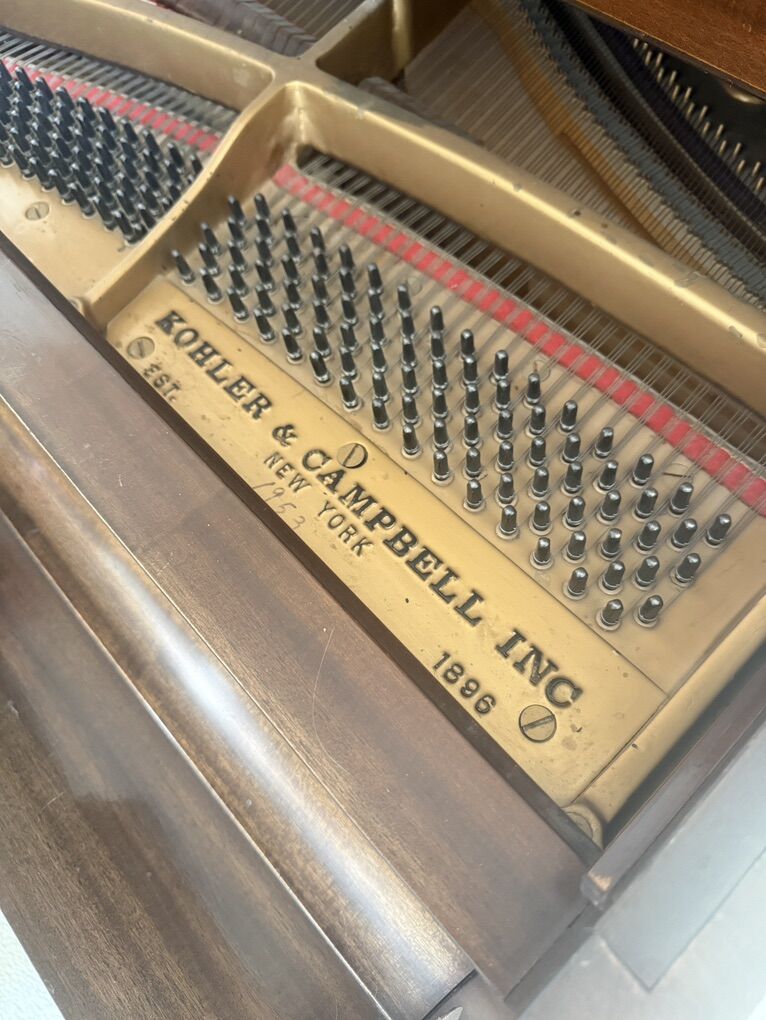 KOHLER & CAMPBELL INC
EST. NEW YORK 1896
1953